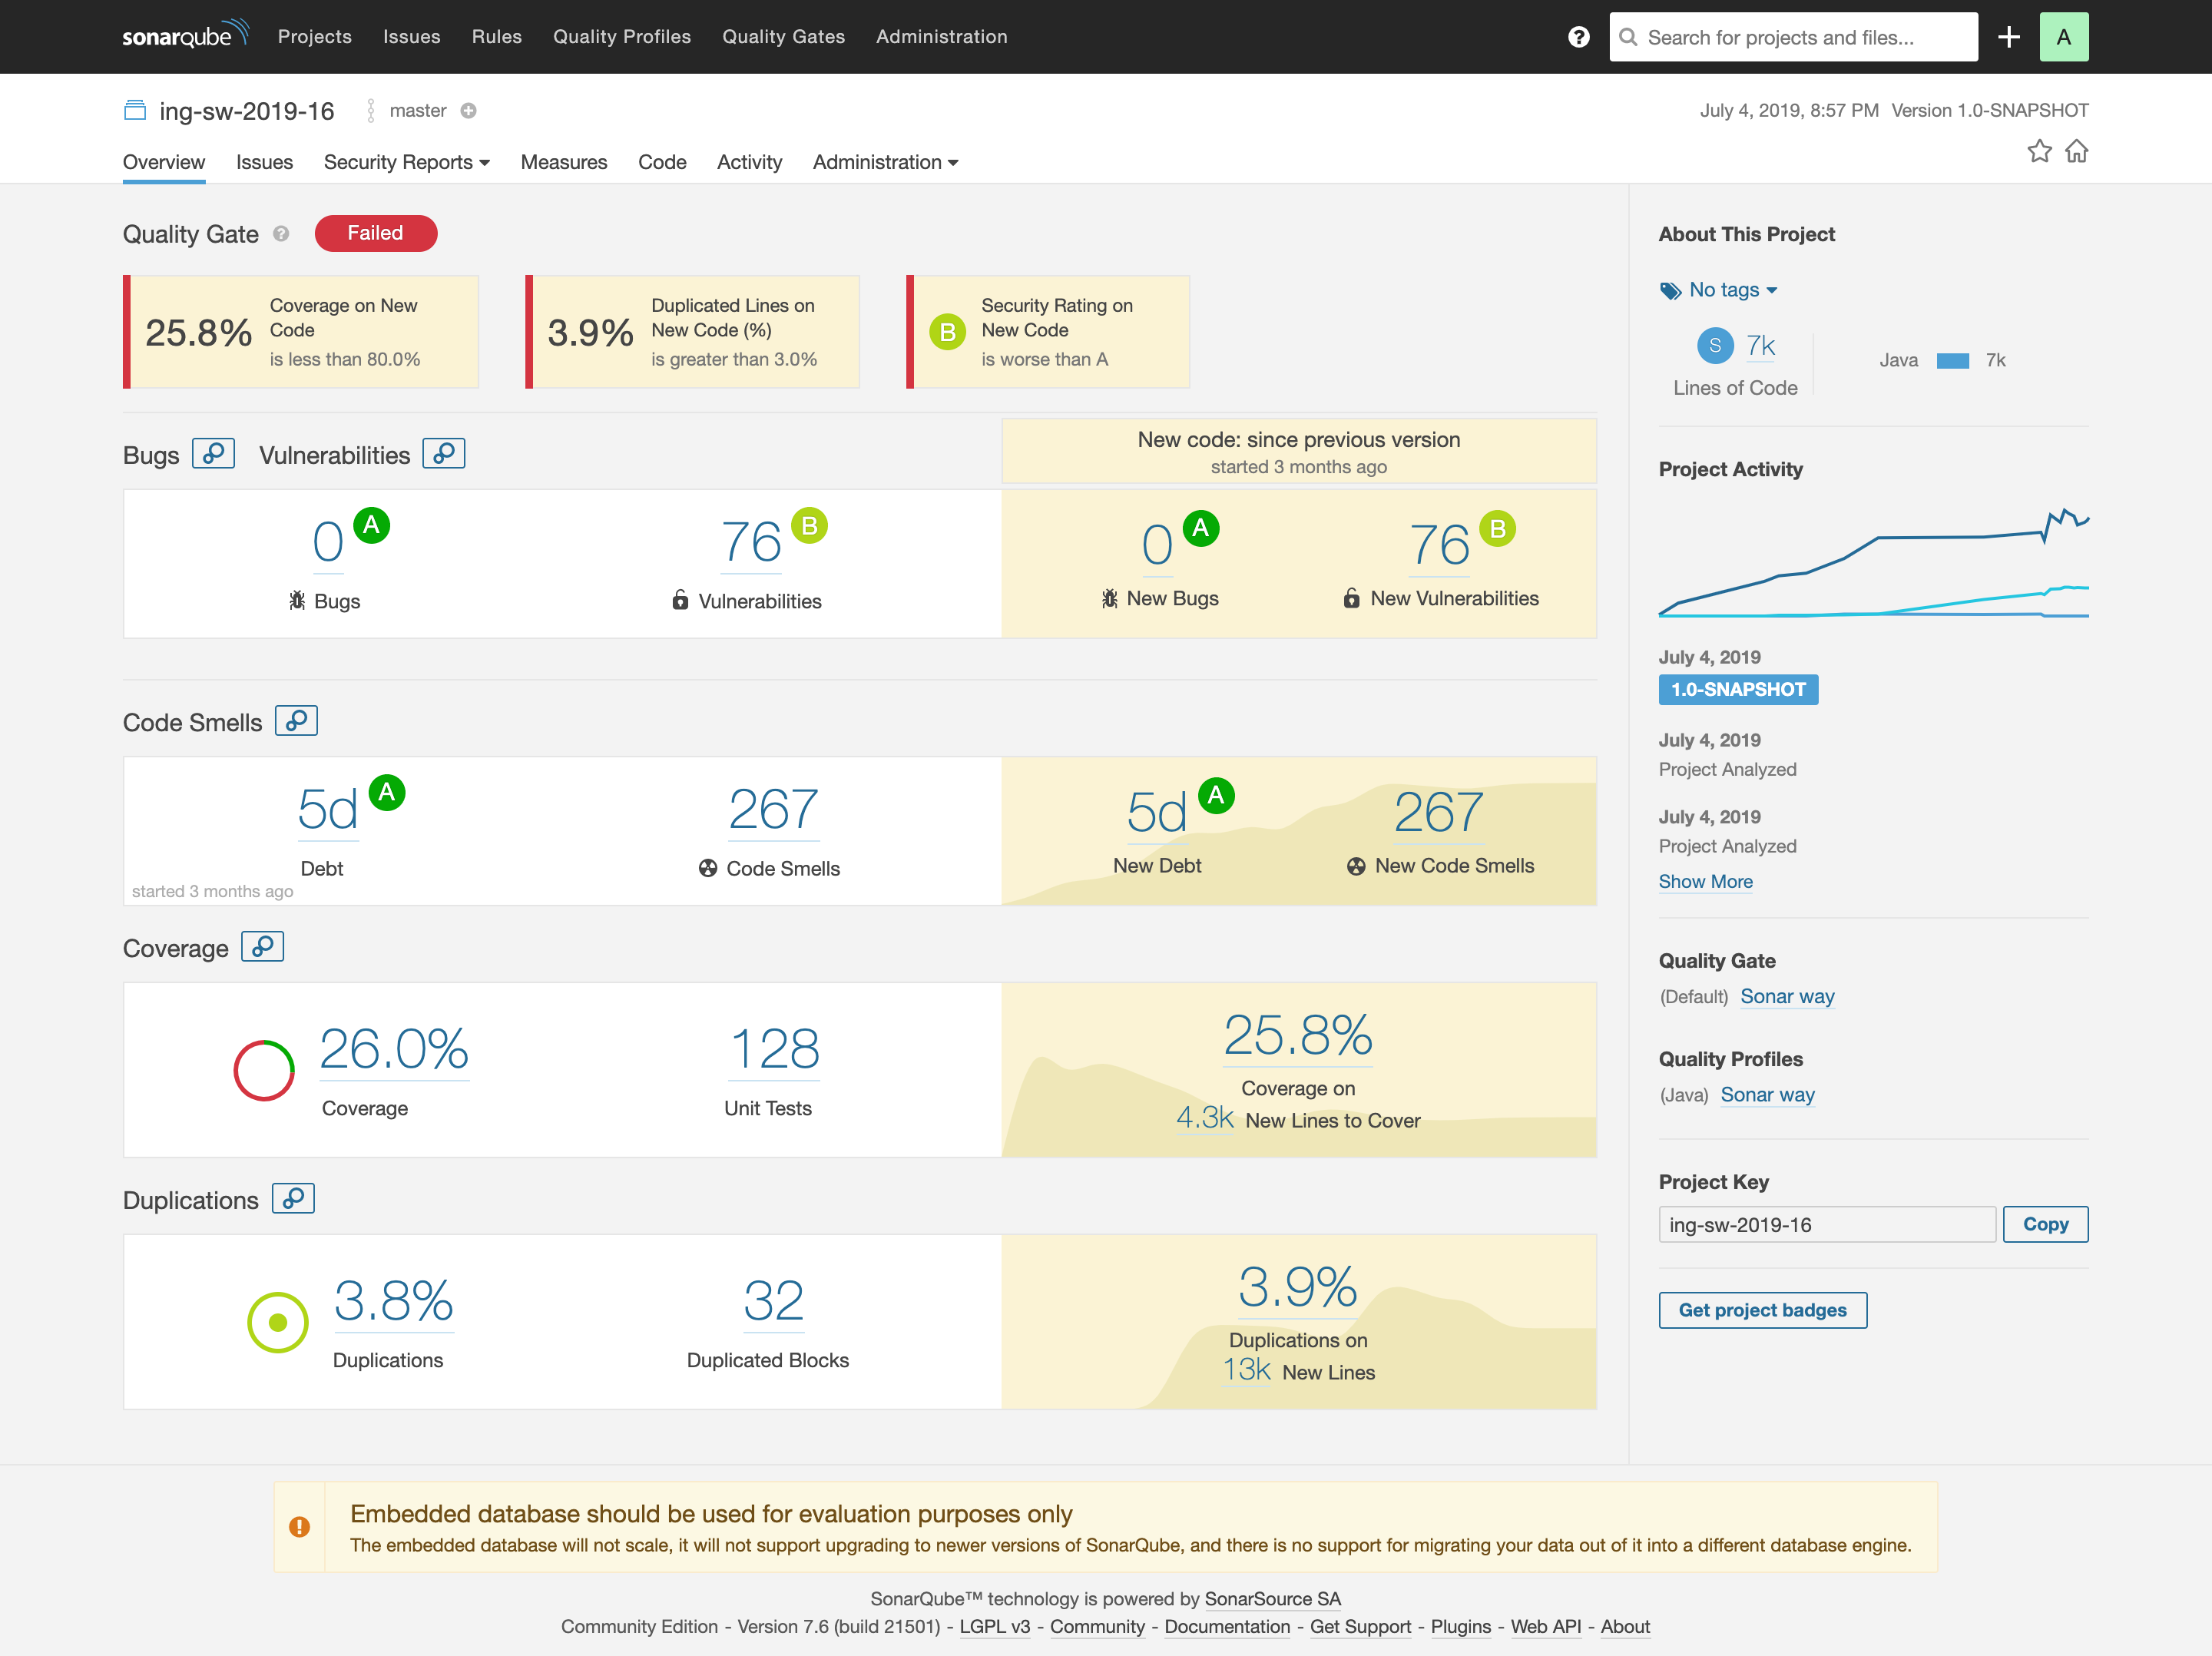 sonarqube Projects Issues Rules Quality Profiles Quality Gates Administration ? Search for projects and files... A
ing-sw-2019-16 master July 4, 2019, 8:57 PM Version 1.0-SNAPSHOT
Overview Issues Security Reports Measures Code Activity Administration
Quality Gate ? Failed
25.8% Coverage on New
Code
is less than 80.0%
3.9% Duplicated Lines on
New Code (%)
is greater than 3.0%
B Security Rating on
New Code
is worse than A
Bugs Vulnerabilities
New code: since previous version
started 3 months ago
0 A
Bugs
76 B
Vulnerabilities
0 A
New Bugs
76 B
New Vulnerabilities
Code Smells
5d A
Debt
started 3 months ago
267
Code Smells
5d A
New Debt
267
New Code Smells
Coverage
26.0%
Coverage
128
Unit Tests
25.8%
Coverage on
4.3k New Lines to Cover
Duplications
3.8%
Duplications
32
Duplicated Blocks
3.9%
Duplications on
13k New Lines
About This Project
No tags
S 7k
Lines of Code
Java 7k
Project Activity
July 4, 2019
1.0-SNAPSHOT
July 4, 2019
Project Analyzed
July 4, 2019
Project Analyzed
Show More
Quality Gate
(Default) Sonar way
Quality Profiles
(Java) Sonar way
Project Key
ing-sw-2019-16 Copy
Get project badges
Embedded database should be used for evaluation purposes only
The embedded database will not scale, it will not support upgrading to newer versions of SonarQube, and there is no support for migrating your data out of it into a different database engine.
SonarQube™ technology is powered by SonarSource SA
Community Edition - Version 7.6 (build 21501) - LGPL v3 - Community - Documentation - Get Support - Plugins - Web API - About